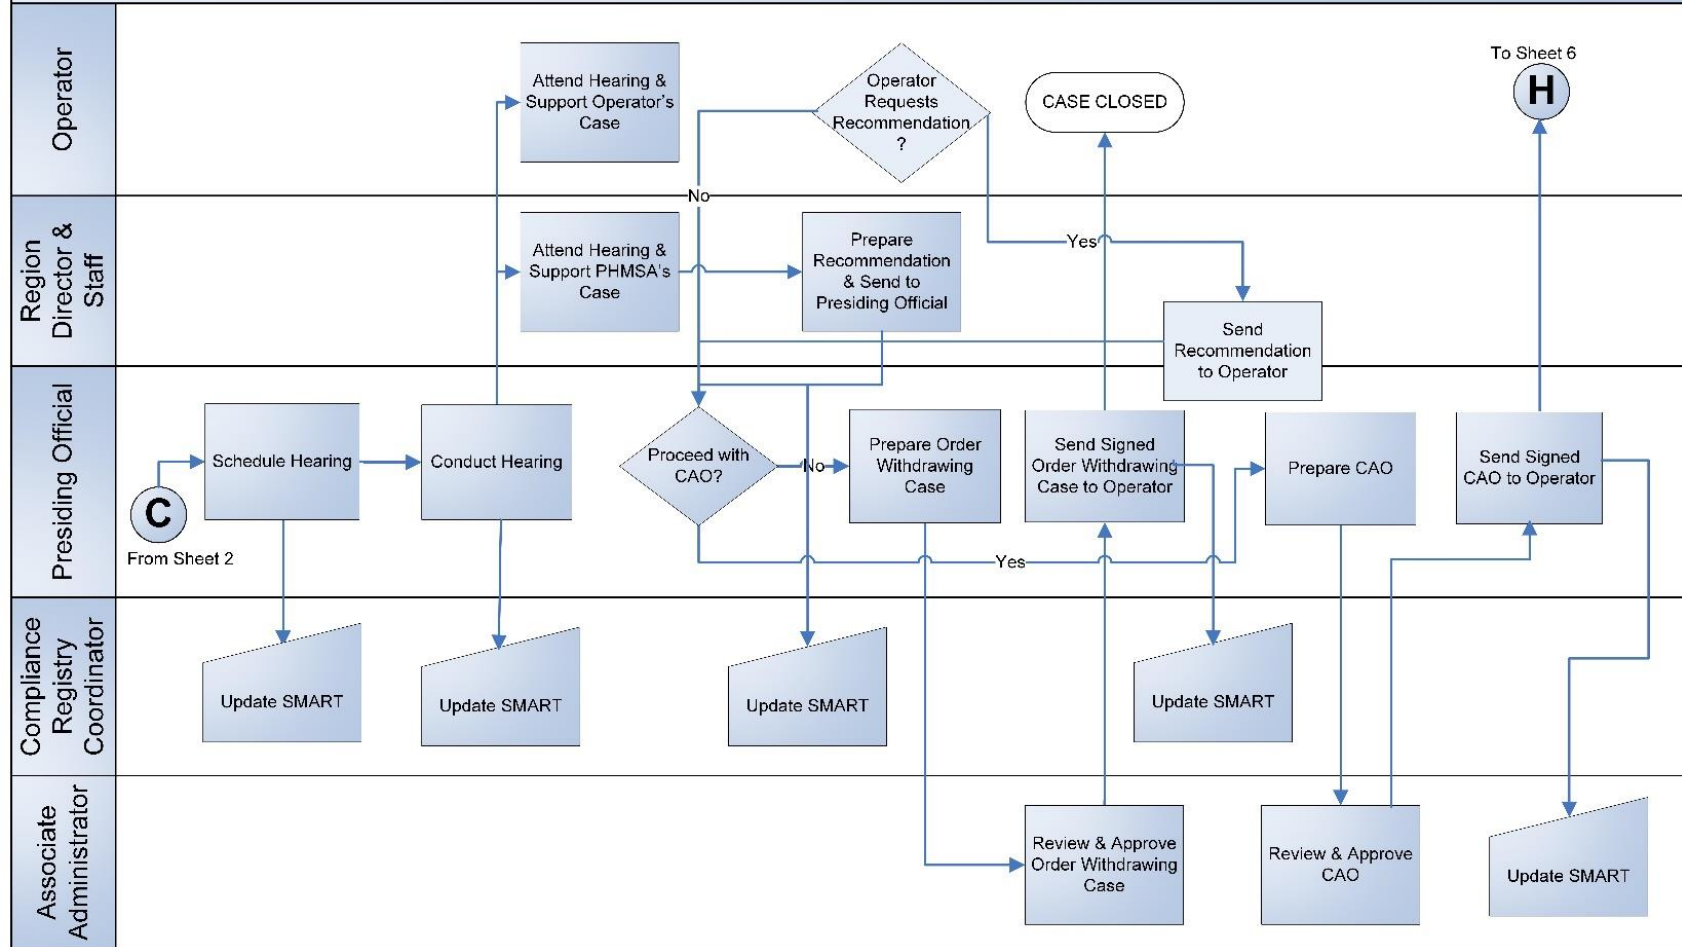 Operator
Attend Hearing &
Support Operator's
Case
Operator
Requests
Recommendation
?
CASE CLOSED
To Sheet 6
H
No
Region
Director &
Staff
Attend Hearing &
Support PHMSA's
Case
Prepare
Recommendation
& Send to
Presiding Official
Yes
Send
Recommendation
to Operator
Presiding Official
C
From Sheet 2
Schedule Hearing
Conduct Hearing
Proceed with
CAO?
No
Prepare Order
Withdrawing
Case
Send Signed
Order Withdrawing
Case to Operator
Prepare CAO
Send Signed
CAO to Operator
Yes
Compliance
Registry
Coordinator
Update SMART
Update SMART
Update SMART
Update SMART
Associate
Administrator
Review & Approve
Order Withdrawing
Case
Review & Approve
CAO
Update SMART